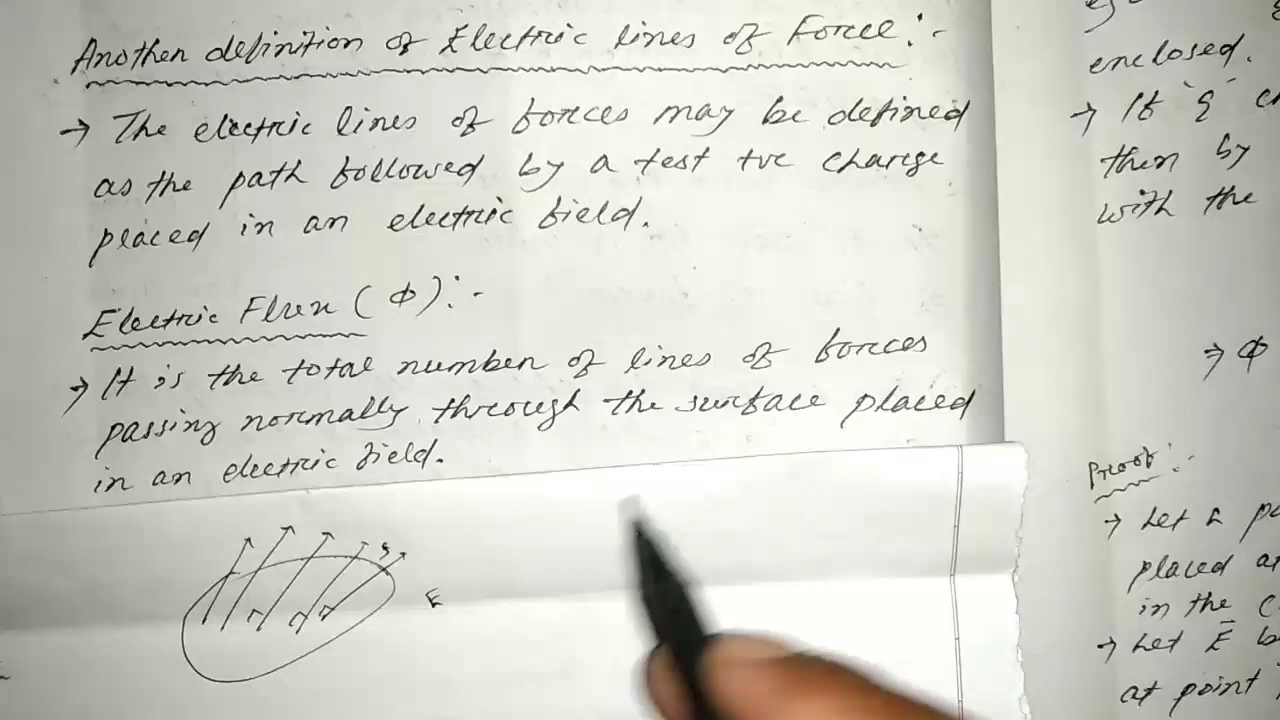 Another definition of Electric lines of Force:-
→ The electric lines of forces may be defined
as the path followed by a test +ve charge
placed in an electric field.
Electric Flux (Φ):-
→ It is the total number of lines of forces
passing normally through the surface placed
in an electric field.
S
E
enclosed.
→ If 'q'
then by
with the
⇒ Φ
Proof:-
→ Let a
placed
in the
→ Let E
at point